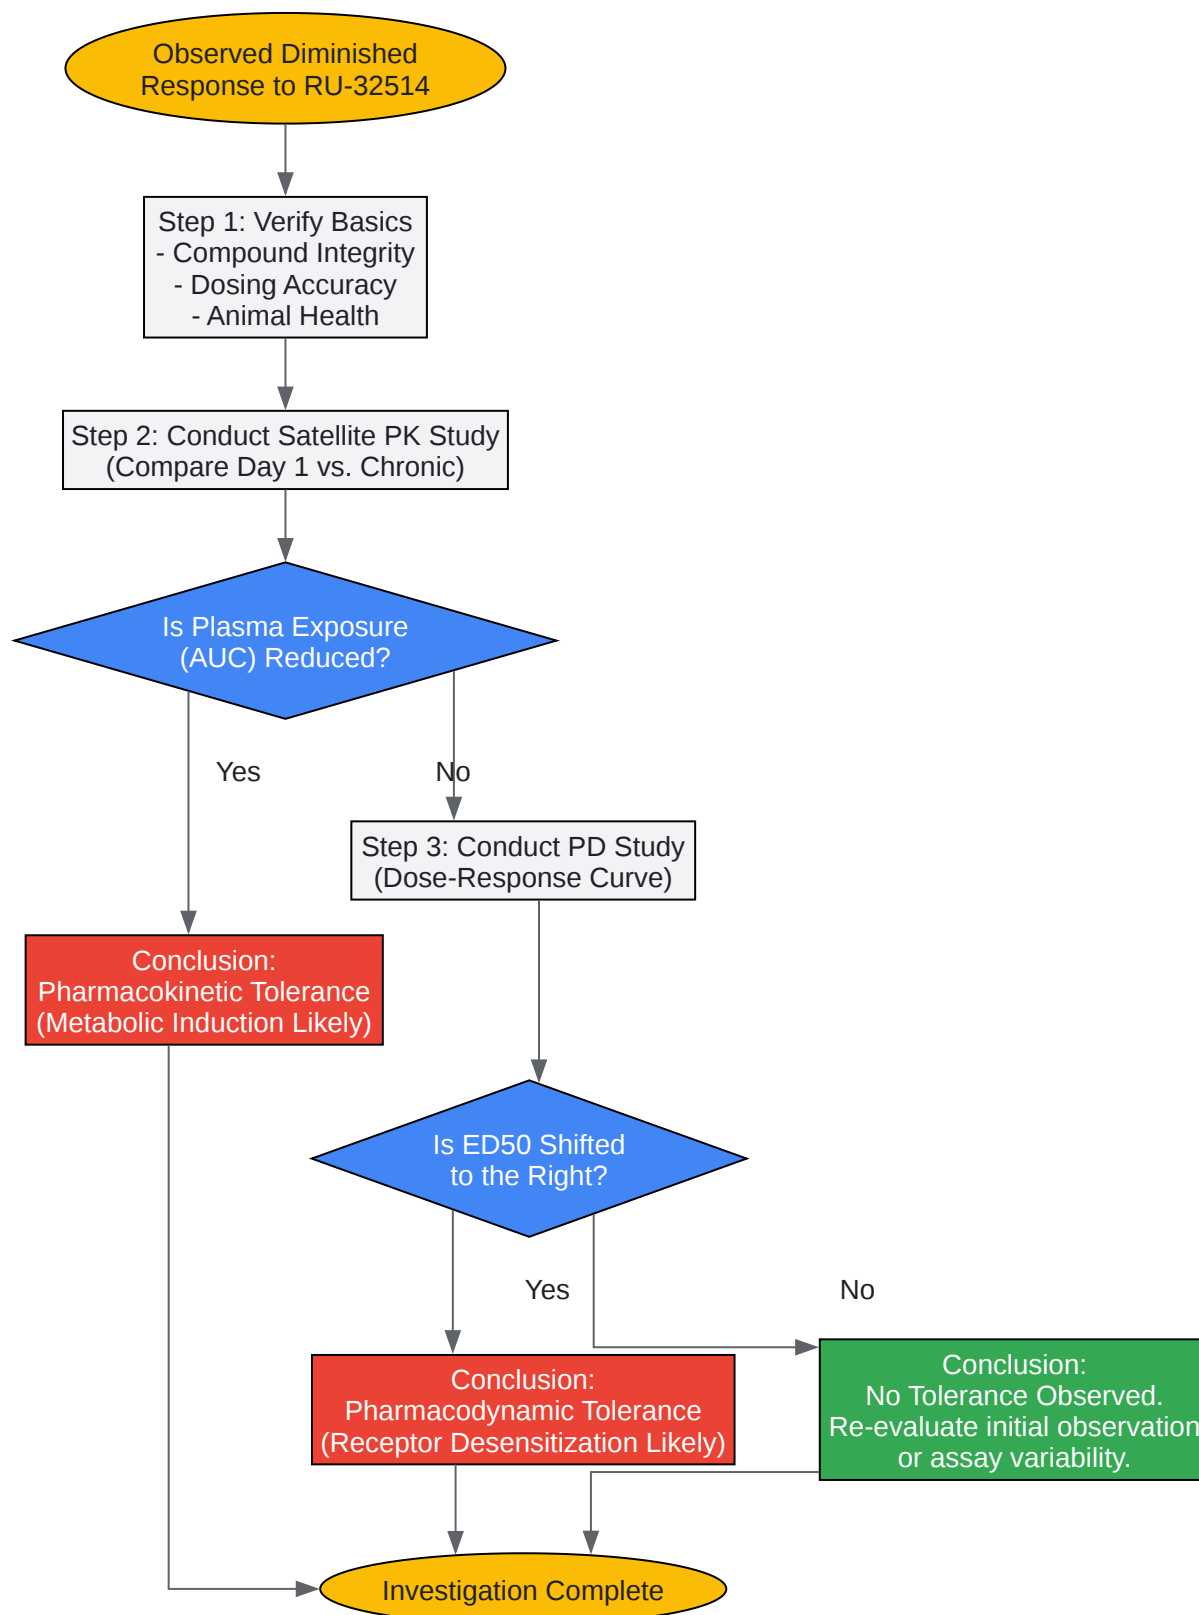 Observed Diminished
Response to RU-32514
Step 1: Verify Basics
- Compound Integrity
- Dosing Accuracy
- Animal Health
Step 2: Conduct Satellite PK Study
(Compare Day 1 vs. Chronic)
Is Plasma Exposure
(AUC) Reduced?
Yes
No
Step 3: Conduct PD Study
(Dose-Response Curve)
Conclusion:
Pharmacokinetic Tolerance
(Metabolic Induction Likely)
Is ED50 Shifted
to the Right?
Yes
No
Conclusion:
Pharmacodynamic Tolerance
(Receptor Desensitization Likely)
Conclusion:
No Tolerance Observed.
Re-evaluate initial observation
or assay variability.
Investigation Complete